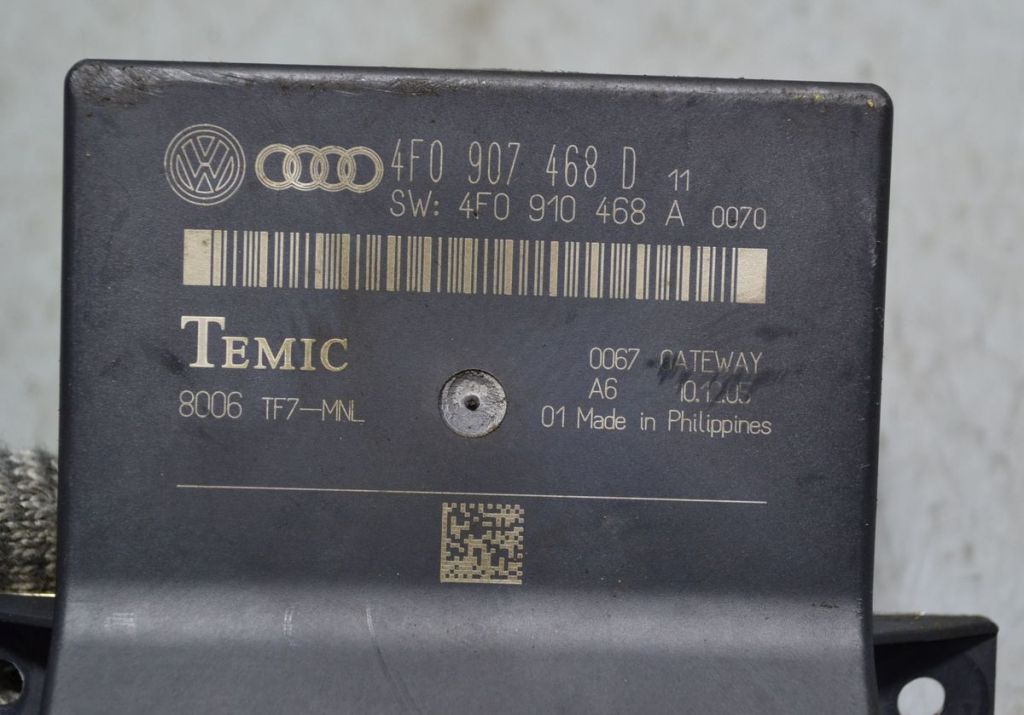 4F0 907 468 D 11
SW: 4F0 910 468 A 0070
TEMIC
8006 TF7-MNL
0067 GATEWAY
A6 10.12.05
01 Made in Philippines